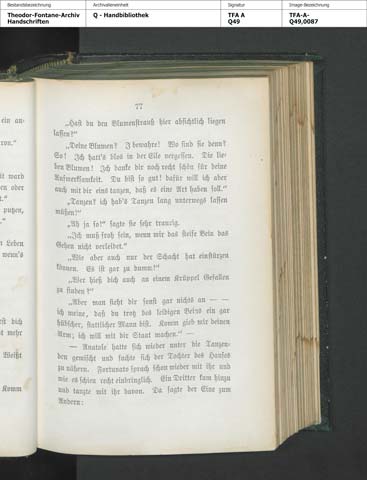 Bestandsbezeichnung
Archivalieneinheit
Signatur
Image-Bezeichnung
Theodor-Fontane-Archiv
Handschriften
Q - Handbibliothek
TFA A
Q49
TFA-A-
Q49,0087
ein an-
ron."
it ward
en oder
t."
putzen,
n Leben
wenn's
ßt dich
t mehr
Weißt
Komm
77
„Hast du den Blumenstrauß hier absichtlich liegen
lassen?"
„Deine Blumen? J bewahre! Wo sind sie denn?
So! Ich hatt's blos in der Eile vergessen. Die lie-
ben Blumen! Ich danke dir noch recht schön für deine
Aufmerksamkeit. Du bist so gut! dafür will ich aber
auch mit dir eins tanzen, daß es eine Art haben soll."
„Tanzen? ich hab's Tanzen lang unterwegs lassen
müssen!"
„Ah ja so!" sagte sie sehr traurig.
„Ich muß froh sein, wenn mir das steife Bein das
Gehen nicht verleidet."
„Wie aber auch nur der Schacht hat einstürzen
können. Es ist gar zu dumm!"
„Wer hieß dich auch an einem Krüppel Gefallen
zu finden?"
„Aber man sieht dir sonst gar nichts an — —
ich meine, daß du trotz des leidigen Beins ein gar
hübscher, stattlicher Mann bist. Komm gieb mir deinen
Arm; ich will mit dir Staat machen." —
— Anatole hatte sich wieder unter die Tanzen-
den gemischt und suchte sich der Tochter des Hauses
zu nähern. Fortunato sprach schon wieder mit ihr und
wie es schien recht eindringlich. Ein Dritter kam hinzu
und tanzte mit ihr davon. Da sagte der Eine zum
Andern: